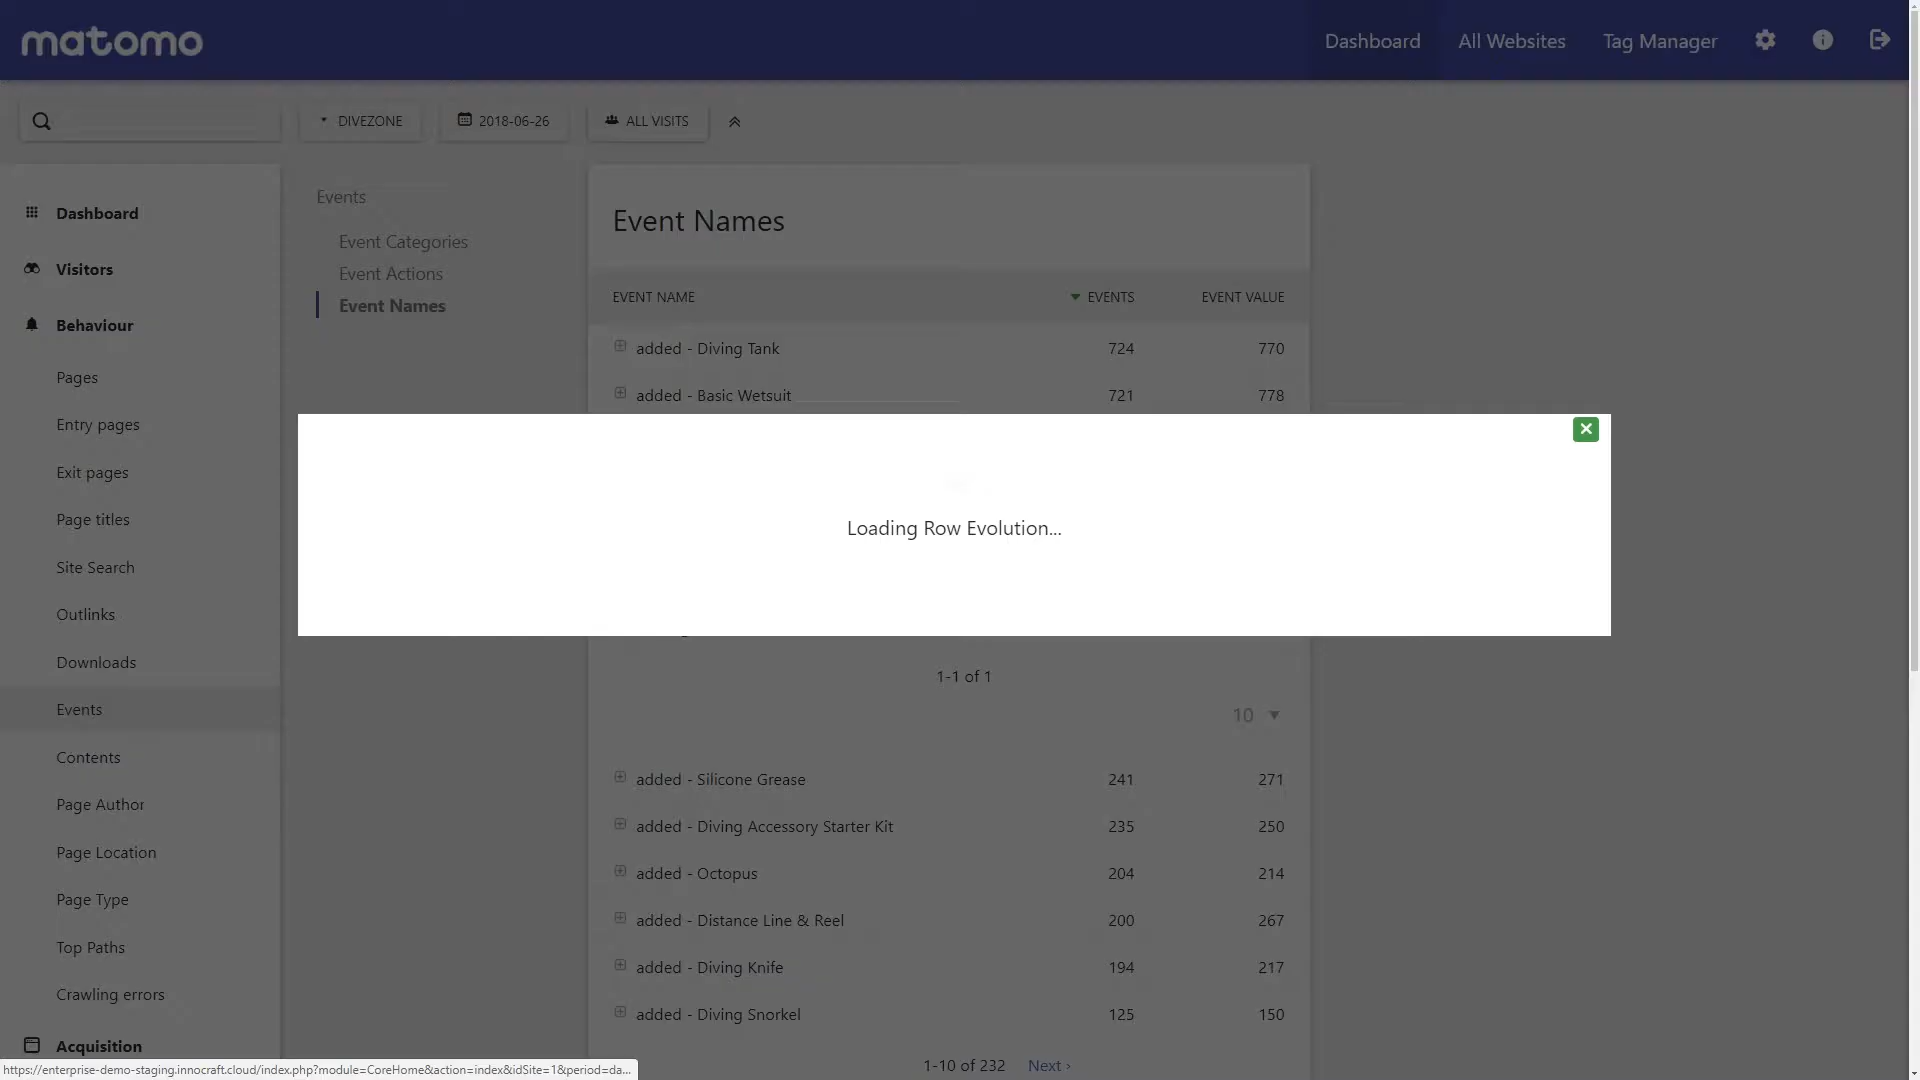 matomo
Dashboard
All Websites
Tag Manager
DIVEZONE
2018-06-26
ALL VISITS
Dashboard
Visitors
Behaviour
Pages
Entry pages
Exit pages
Page titles
Site Search
Outlinks
Downloads
Events
Contents
Page Author
Page Location
Page Type
Top Paths
Crawling errors
Acquisition
Events
Event Categories
Event Actions
Event Names
Event Names
EVENT NAME EVENTS EVENT VALUE
added - Diving Tank 724 770
added - Basic Wetsuit 721 778
Loading Row Evolution...
1-1 of 1
10
added - Silicone Grease 241 271
added - Diving Accessory Starter Kit 235 250
added - Octopus 204 214
added - Distance Line & Reel 200 267
added - Diving Knife 194 217
added - Diving Snorkel 125 150
1-10 of 232 Next ›
https://enterprise-demo-staging.innocraft.cloud/index.php?module=CoreHome&action=index&idSite=1&period=da...